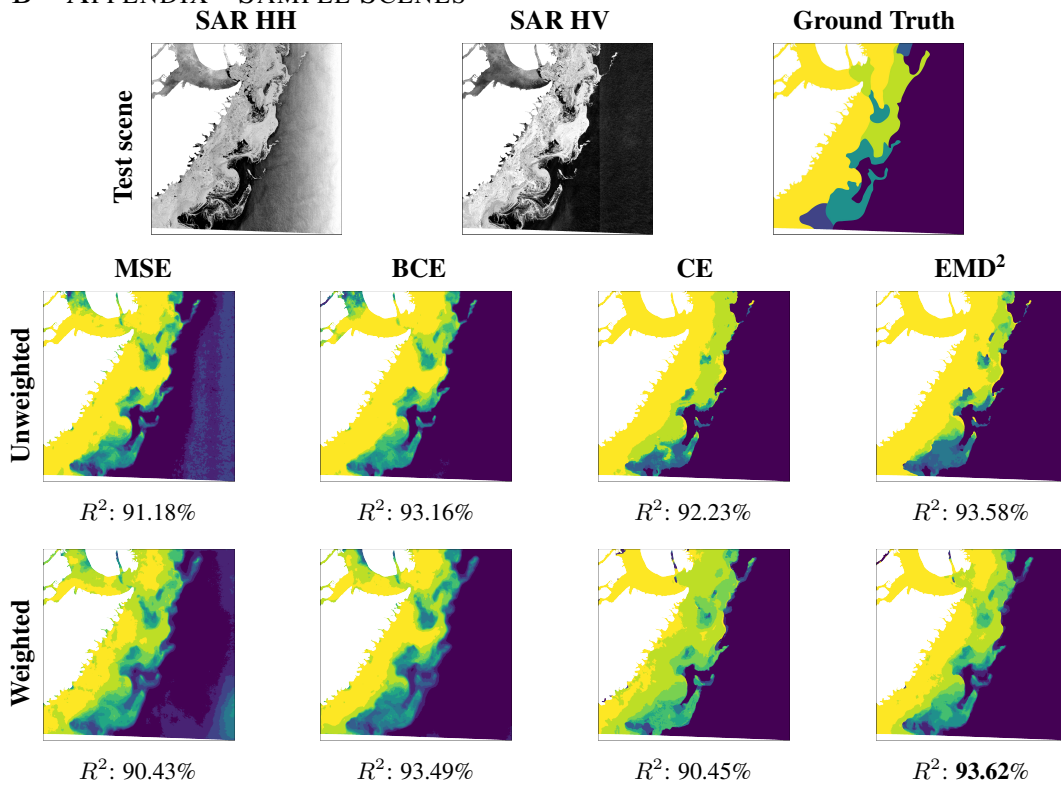 SAR HH SAR HV Ground Truth
Test scene
MSE BCE CE EMD²
Unweighted
R²: 91.18% R²: 93.16% R²: 92.23% R²: 93.58%
Weighted
R²: 90.43% R²: 93.49% R²: 90.45% R²: 93.62%